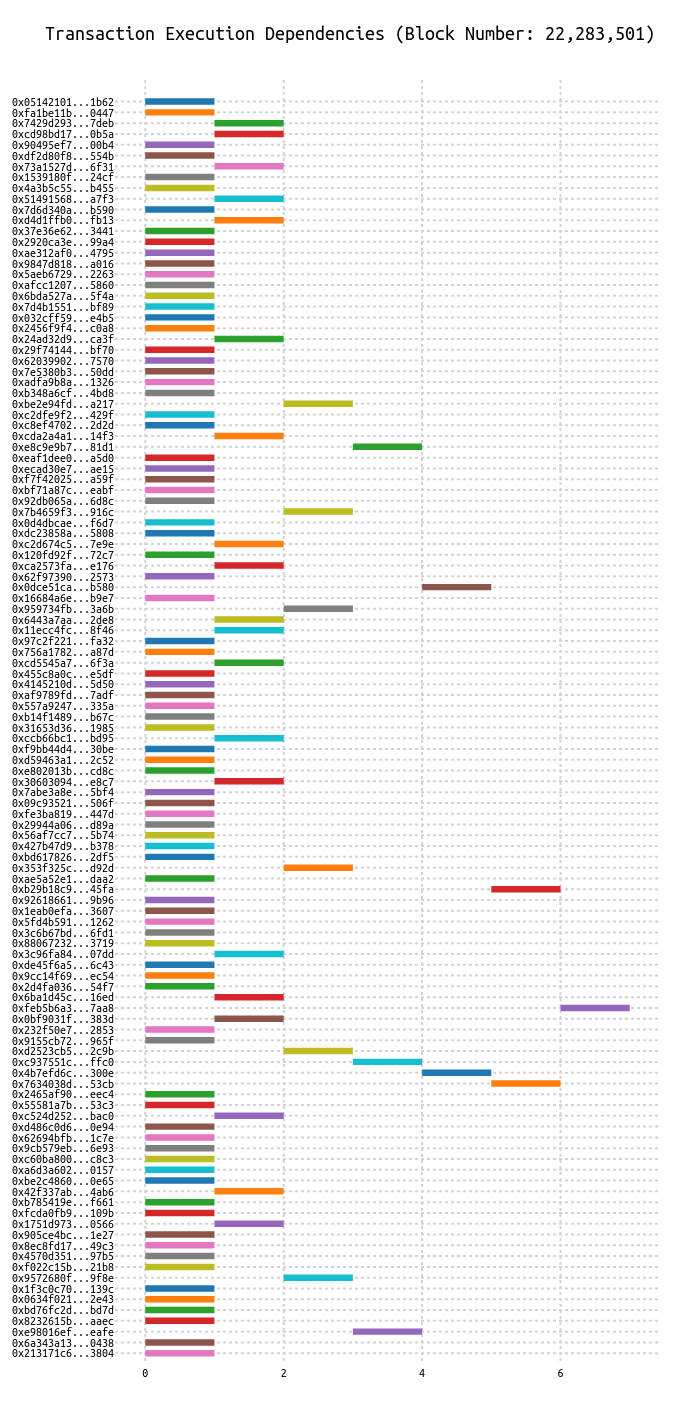 Transaction Execution Dependencies (Block Number: 22,283,501)
0x05142101...1b62
0xfa1be11b...0447
0x7429d293...7deb
0xcd98bd17...0b5a
0x90495ef7...00b4
0xdf2d80f8...554b
0x73a1527d...6f31
0x1539180f...24cf
0x4a3b5c55...b455
0x51491568...a7f3
0x7d6d340a...b590
0xd4d1ffb0...fb13
0x37e36e62...3441
0x2920ca3e...99a4
0xae312af0...4795
0x9847d818...a016
0x5aeb6729...2263
0xafcc1207...5860
0x6bda527a...5f4a
0x7d4b1551...bf89
0x032cff59...e4b5
0x2456f9f4...c0a8
0x24ad32d9...ca3f
0x29f74144...bf70
0x62039902...7570
0x7e5380b3...50dd
0xadfa9b8a...1326
0xb348a6cf...4bd8
0xbe2e94fd...a217
0xc2dfe9f2...429f
0xc8ef4702...2d2d
0xcda2a4a1...14f3
0xe8c9e9b7...81d1
0xeaf1dee0...a5d0
0xecad30e7...ae15
0xf7f42025...a59f
0xbf71a87c...eabf
0x92db065a...6d8c
0x7b4659f3...916c
0x0d4dbcae...f6d7
0xdc23858a...5808
0xc2d674c5...7e9e
0x120fd92f...72c7
0xca2573fa...e176
0x62f97390...2573
0x0dce51ca...b580
0x16684a6e...b9e7
0x959734fb...3a6b
0x6443a7aa...2de8
0x11ecc4fc...8f46
0x97c2f221...fa32
0x756a1782...a87d
0xcd5545a7...6f3a
0x455c8a0c...e5df
0x4145210d...5d50
0xaf9789fd...7adf
0x557a9247...335a
0xb14f1489...b67c
0x31653d36...1985
0xccb66bc1...bd95
0xf9bb44d4...30be
0xd59463a1...2c52
0xe802013b...cd8c
0x30603094...e8c7
0x7abe3a8e...5bf4
0x09c93521...506f
0xfe3ba819...447d
0x29944a06...d89a
0x56af7cc7...5b74
0x427b47d9...b378
0xbd617826...2df5
0x353f325c...d92d
0xae5a52e1...daa2
0xb29b18c9...45fa
0x92618661...9b96
0x1eab0efa...3607
0x5fd4b591...1262
0x3c6b67bd...6fd1
0x88067232...3719
0x3c96fa84...07dd
0xde45f6a5...6c43
0x9cc14f69...ec54
0x2d4fa036...54f7
0x6ba1d45c...16ed
0xfeb5b6a3...7aa8
0x0bf9031f...383d
0x232f50e7...2853
0x9155cb72...965f
0xd2523cb5...2c9b
0xc937551c...ffc0
0x4b7efd6c...300e
0x7634038d...53cb
0x2465af90...eec4
0x55581a7b...53c3
0xc524d252...bac0
0xd486c0d6...0e94
0x62694bfb...1c7e
0x9cb579eb...6e93
0xc60ba800...c8c3
0xa6d3a602...0157
0xbe2c4860...0e65
0x42f337ab...4ab6
0xb785419e...f661
0xfcda0fb9...109b
0x1751d973...0566
0x905ce4bc...1e27
0x8ec8fd17...49c3
0x4570d351...97b5
0xf022c15b...21b8
0x9572680f...9f8e
0x1f3c0c70...139c
0x0634f021...2e43
0xbd76fc2d...bd7d
0x8232615b...aaec
0xe98016ef...eafe
0x6a343a13...0438
0x213171c6...3804
0 2 4 6